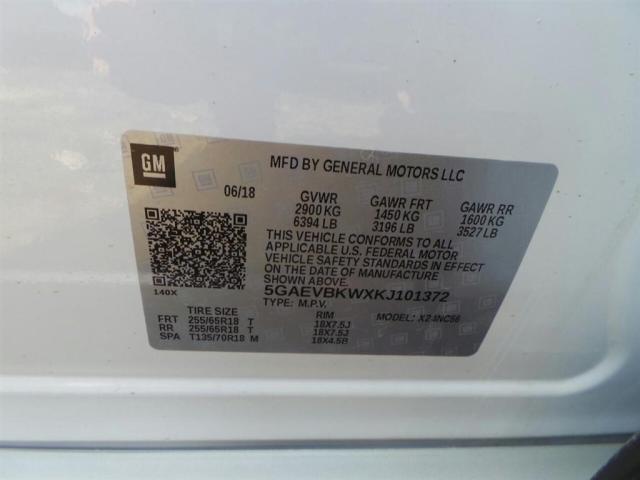 GM
MFD BY GENERAL MOTORS LLC
06/18 GVWR GAWR FRT GAWR RR
2900 KG 1450 KG 1600 KG
6394 LB 3196 LB 3527 LB
THIS VEHICLE CONFORMS TO ALL
APPLICABLE U.S. FEDERAL MOTOR
VEHICLE SAFETY STANDARDS IN EFFECT
ON THE DATE OF MANUFACTURE SHOWN
ABOVE.
140X 5GAEVBKWXKJ101372
TYPE: M.P.V. MODEL: X24NC56
TIRE SIZE RIM
FRT 255/65R18 T 18X7.5J
RR 255/65R18 T 18X7.5J
SPA T135/70R18 M 18X4.5B